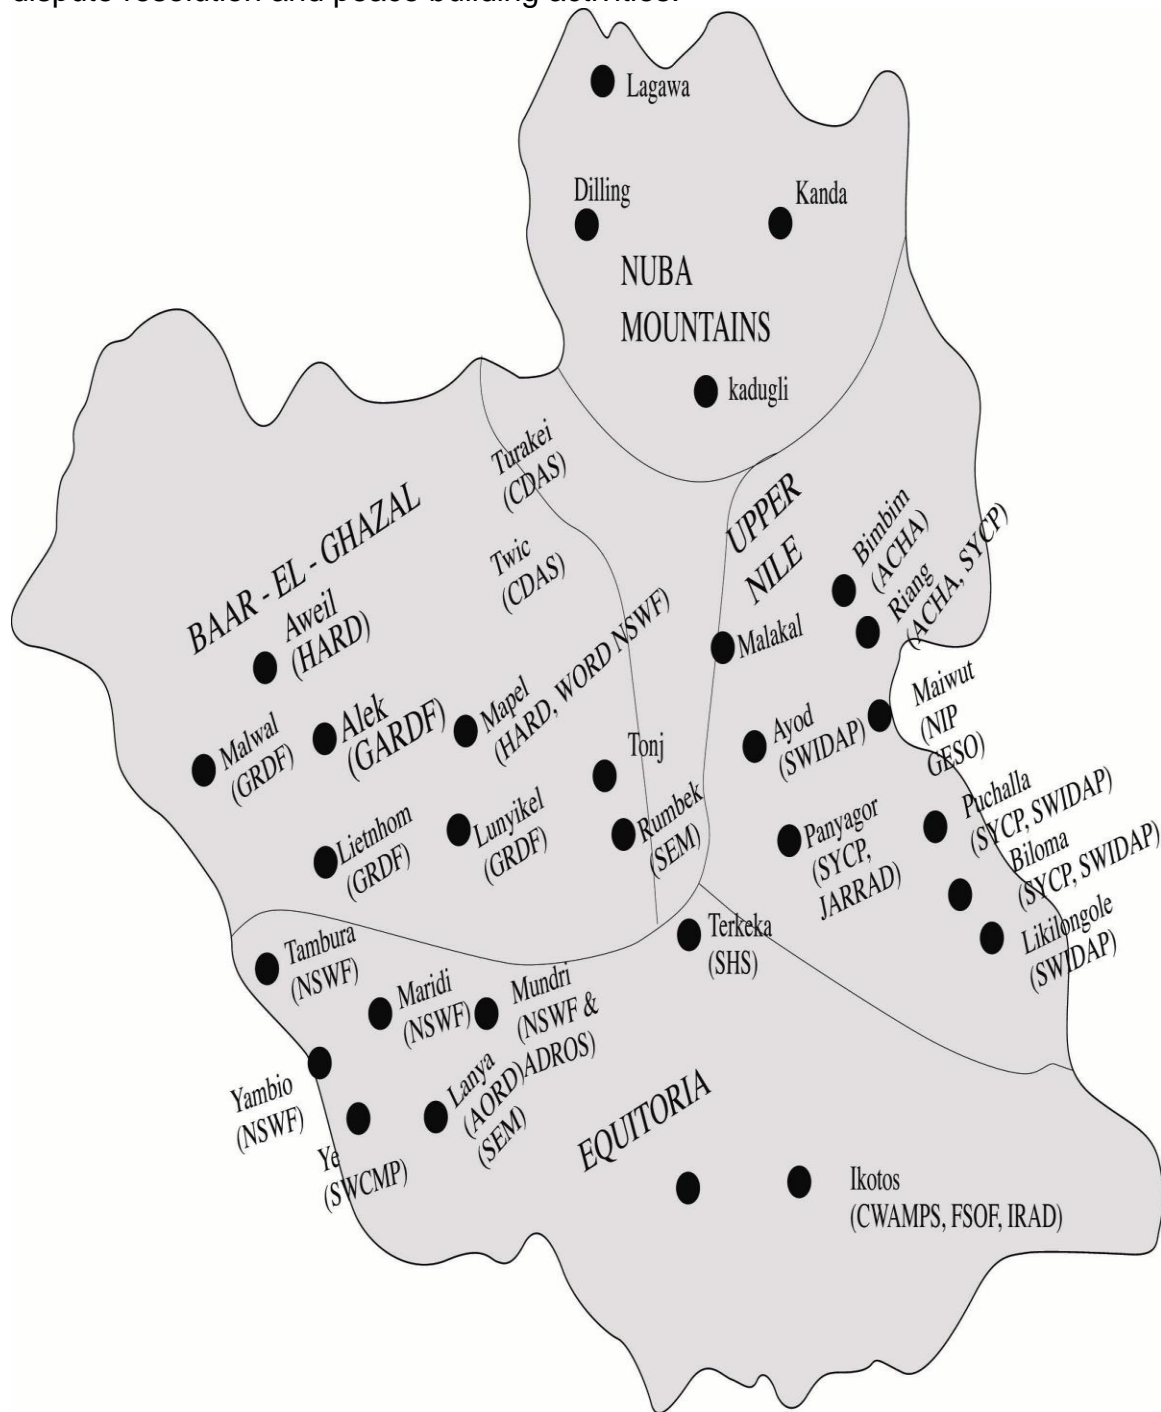 dispute resolution and peace building activities.
Lagawa
Dilling
Kanda
NUBA
MOUNTAINS
kadugli
Turakei
(CDAS)
BAAR - EL - GHAZAL
Twic
(CDAS)
UPPER
NILE
Bimbim
(ACHA)
Riang
(ACHA, SYCP)
Aweil
(HARD)
Malakal
Malwal
(GRDF)
Alek
(GARDF)
Mapel
(HARD, WORD NSWF)
Tonj
Ayod
(SWIDAP)
Maiwut
(NIP
GESO)
Lietnhom
(GRDF)
Lunyikel
(GRDF)
Rumbek
(SEM)
Panyagor
(SYCP,
JARRAD)
Puchalla
(SYCP, SWIDAP)
Biloma
(SYCP, SWIDAP)
Likilongole
(SWIDAP)
Terkeka
(SHS)
Tambura
(NSWF)
Maridi
(NSWF)
Mundri
(NSWF &
ADROS)
Yambio
(NSWF)
Lanya
(AORD)
(SEM)
Ye
(SWCMP)
EQUITORIA
Ikotos
(CWAMPS, FSOF, IRAD)